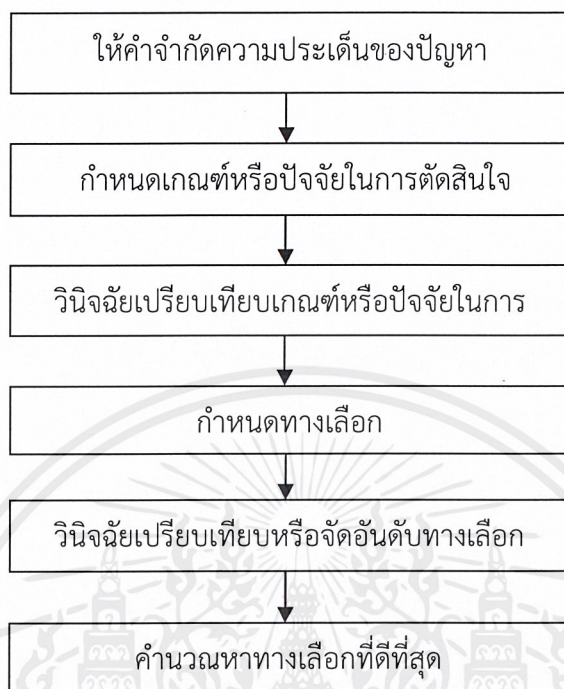 ให้คำจำกัดความประเด็นของปัญหา
กำหนดเกณฑ์หรือปัจจัยในการตัดสินใจ
วินิจฉัยเปรียบเทียบเกณฑ์หรือปัจจัยในการ
กำหนดทางเลือก
วินิจฉัยเปรียบเทียบหรือจัดอันดับทางเลือก
คำนวณหาทางเลือกที่ดีที่สุด